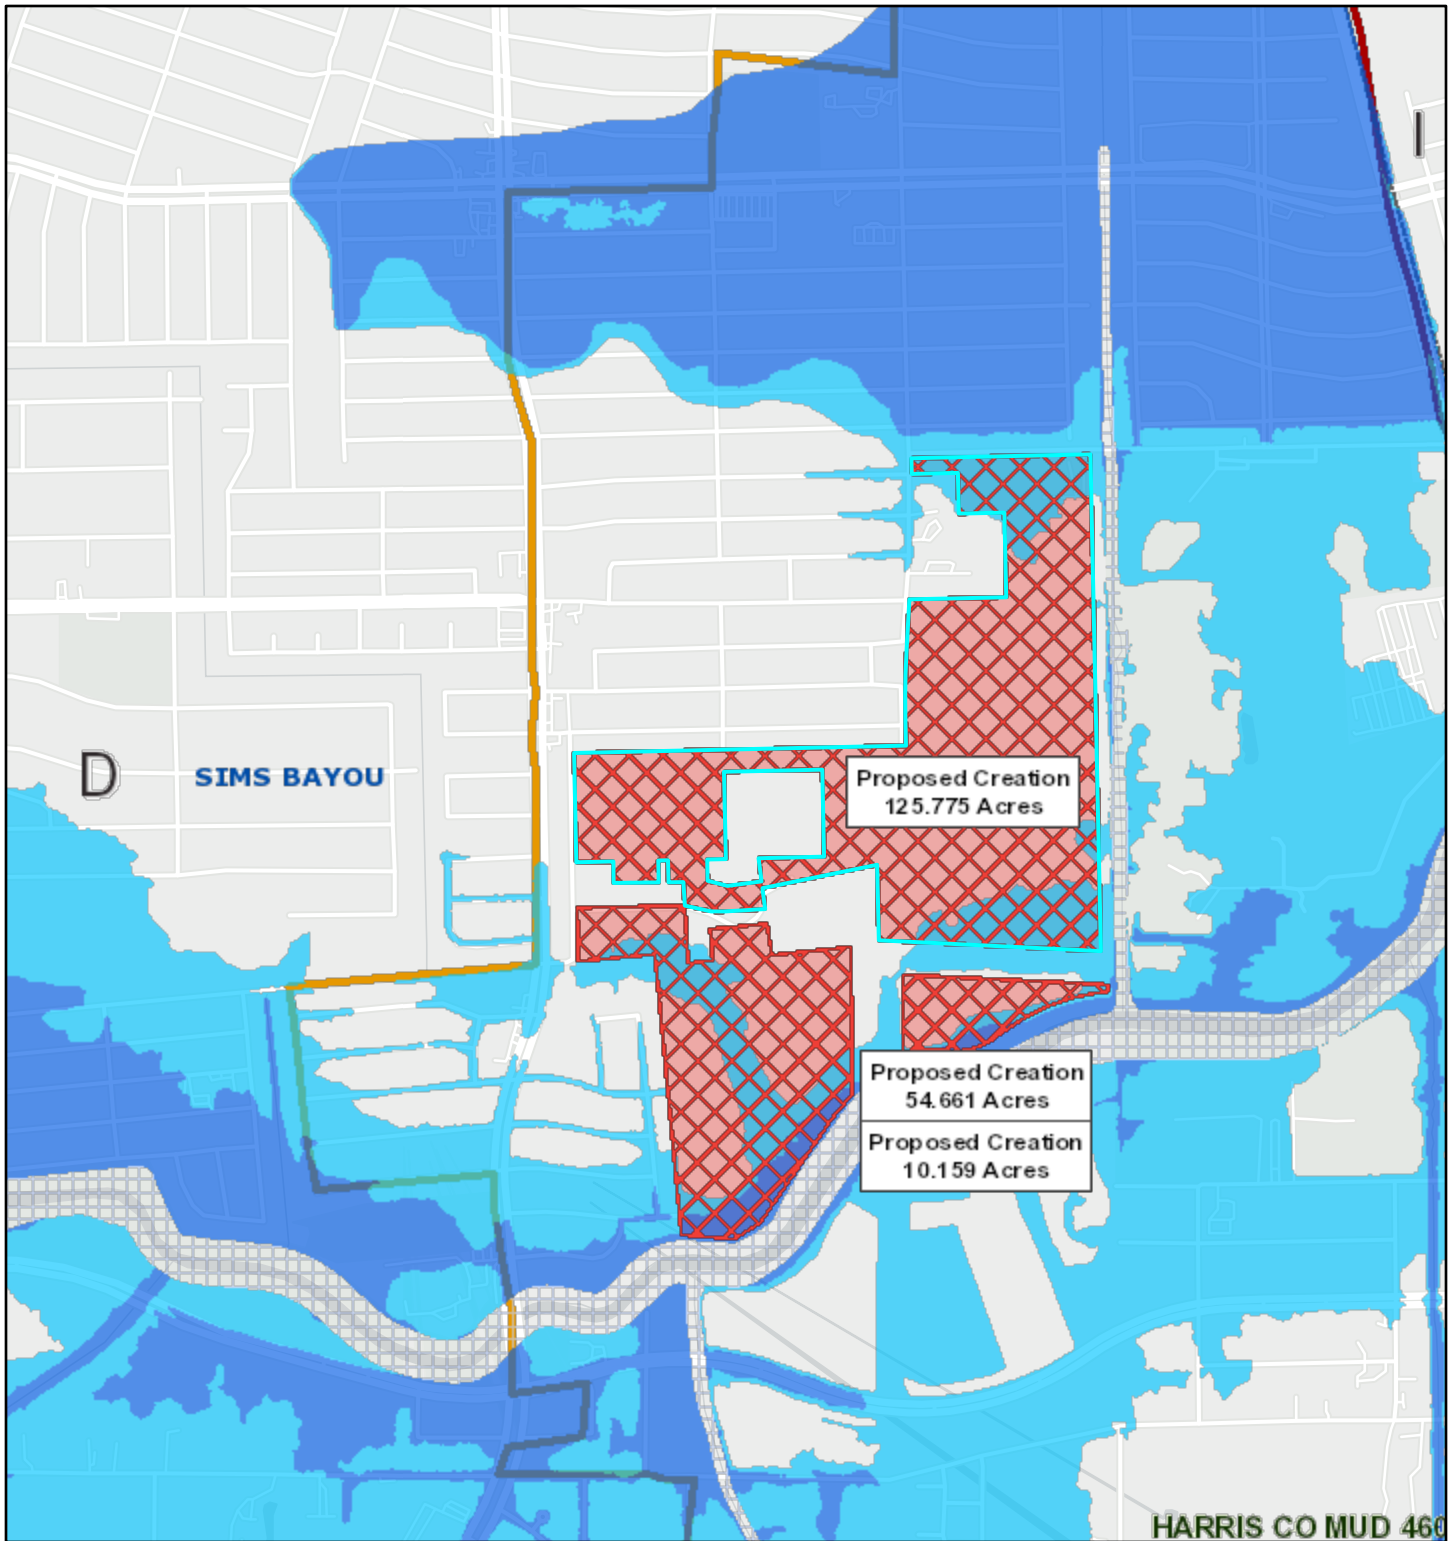 I
D
SIMS BAYOU
Proposed Creation
125.775 Acres
Proposed Creation
54.661 Acres
Proposed Creation
10.159 Acres
HARRIS CO MUD 460